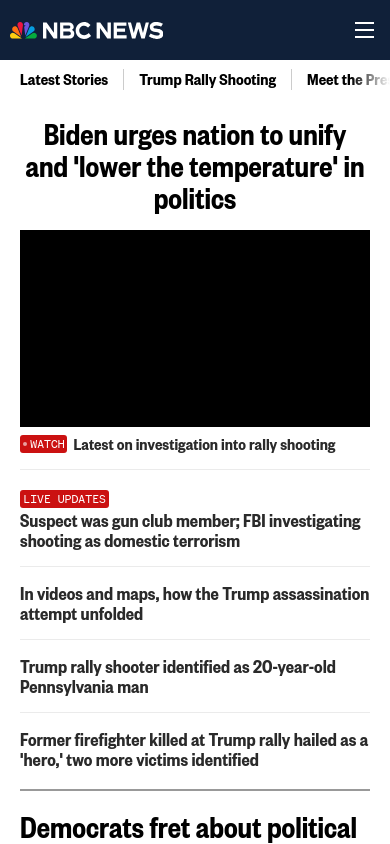 NBC NEWS
Latest Stories
Trump Rally Shooting
Meet the Pre
Biden urges nation to unify
and 'lower the temperature' in
politics
WATCH
Latest on investigation into rally shooting
LIVE UPDATES
Suspect was gun club member; FBI investigating
shooting as domestic terrorism
In videos and maps, how the Trump assassination
attempt unfolded
Trump rally shooter identified as 20-year-old
Pennsylvania man
Former firefighter killed at Trump rally hailed as a
'hero,' two more victims identified
Democrats fret about political